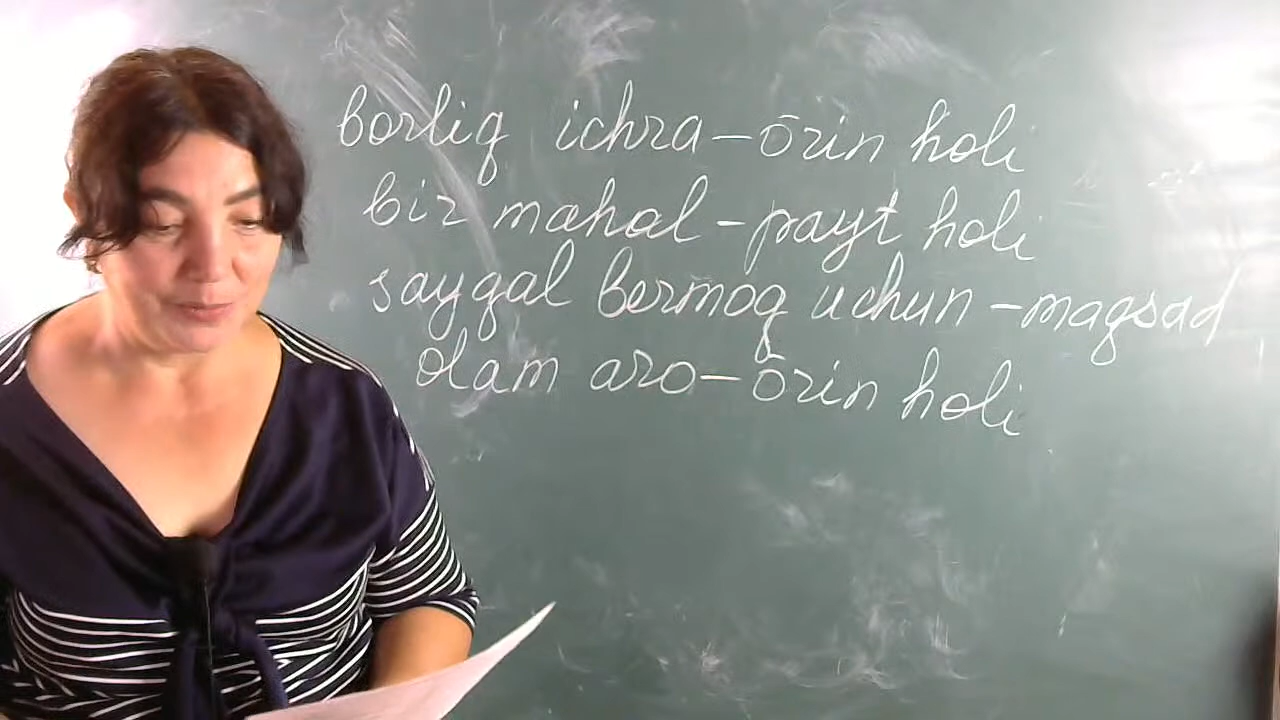 borliq ichra – ōrin holi
bir mahal – payt holi
sayqal bermoq uchun – maqsad
olam aro – ōrin holi